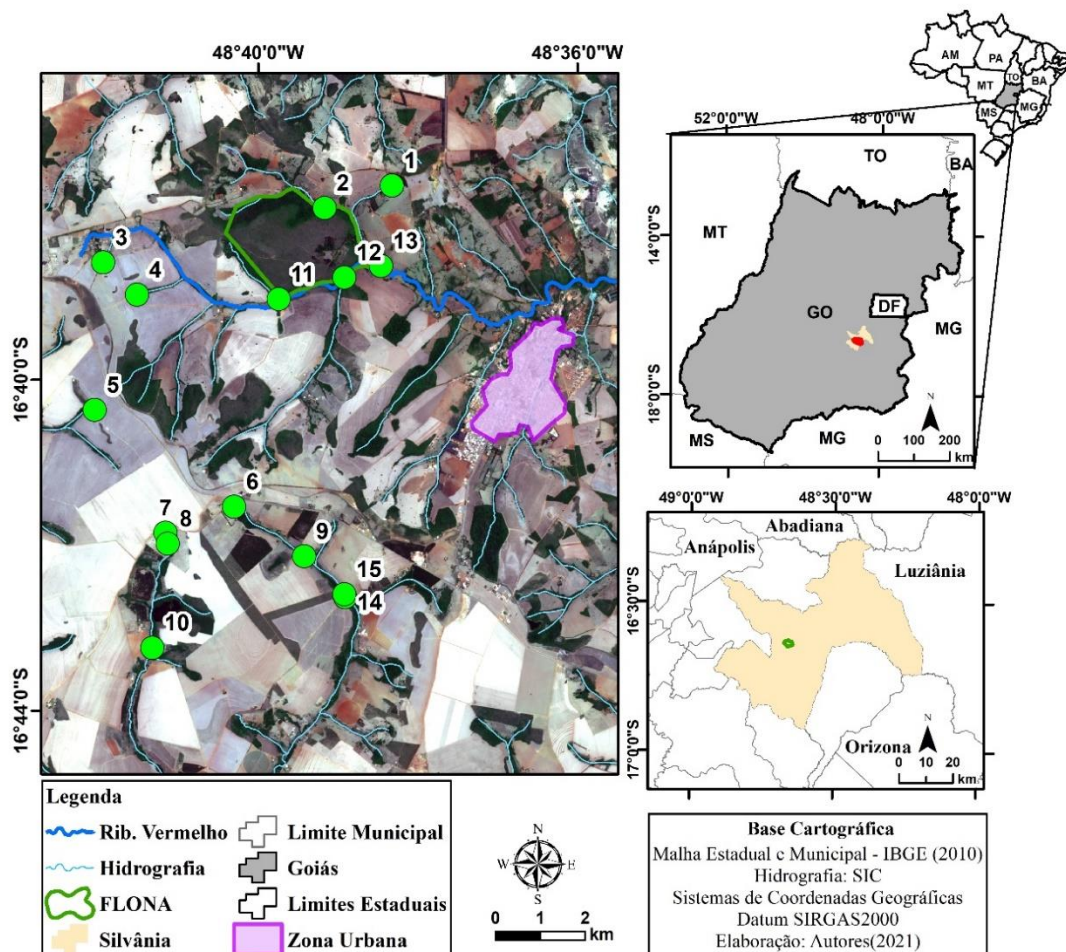 48°40'0"W
48°36'0"W
16°40'0"S
16°44'0"S
1
2
3
4
5
6
7
8
9
10
11
12
13
14
15
AM
PA
TO
MT
BA
MS
MG
52°0'0"W
48°0'0"W
14°0'0"S
18°0'0"S
TO
BA
MT
GO
DF
MG
MS
MG
N
0 100 200
km
49°0'0"W
48°30'0"W
48°0'0"W
16°30'0"S
17°0'0"S
Abadiana
Anápolis
Luziânia
Orizona
N
0 10 20
km
Legenda
Rib. Vermelho
Limite Municipal
Hidrografia
Goiás
FLONA
Limites Estaduais
Silvânia
Zona Urbana
N
W E
S
0 1 2
km
Base Cartográfica
Malha Estadual e Municipal - IBGE (2010)
Hidrografia: SIC
Sistemas de Coordenadas Geográficas
Datum SIRGAS2000
Elaboração: Autores(2021)